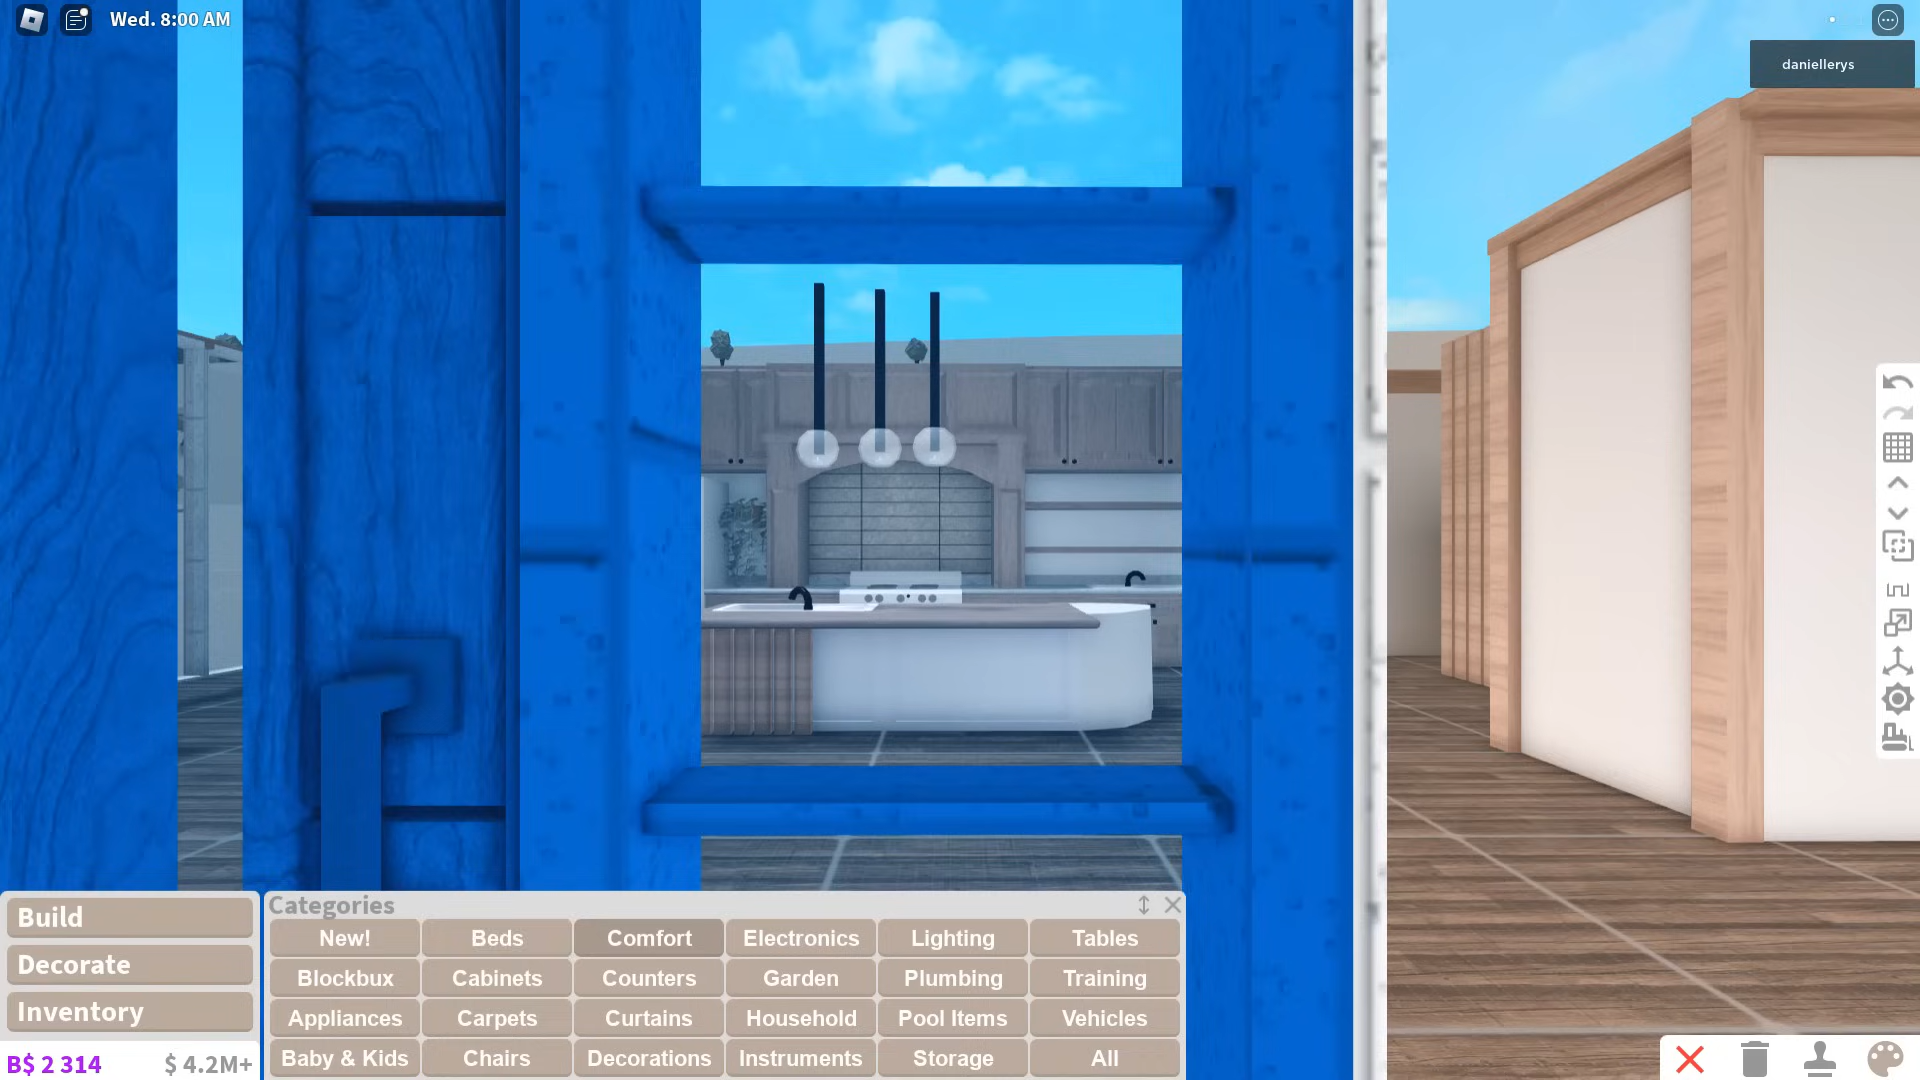 Wed. 8:00 AM
daniellerys
Build
Decorate
Inventory
B$ 2 314
$ 4.2M+
Categories
New! Beds Comfort Electronics Lighting Tables
Blockbux Cabinets Counters Garden Plumbing Training
Appliances Carpets Curtains Household Pool Items Vehicles
Baby & Kids Chairs Decorations Instruments Storage All